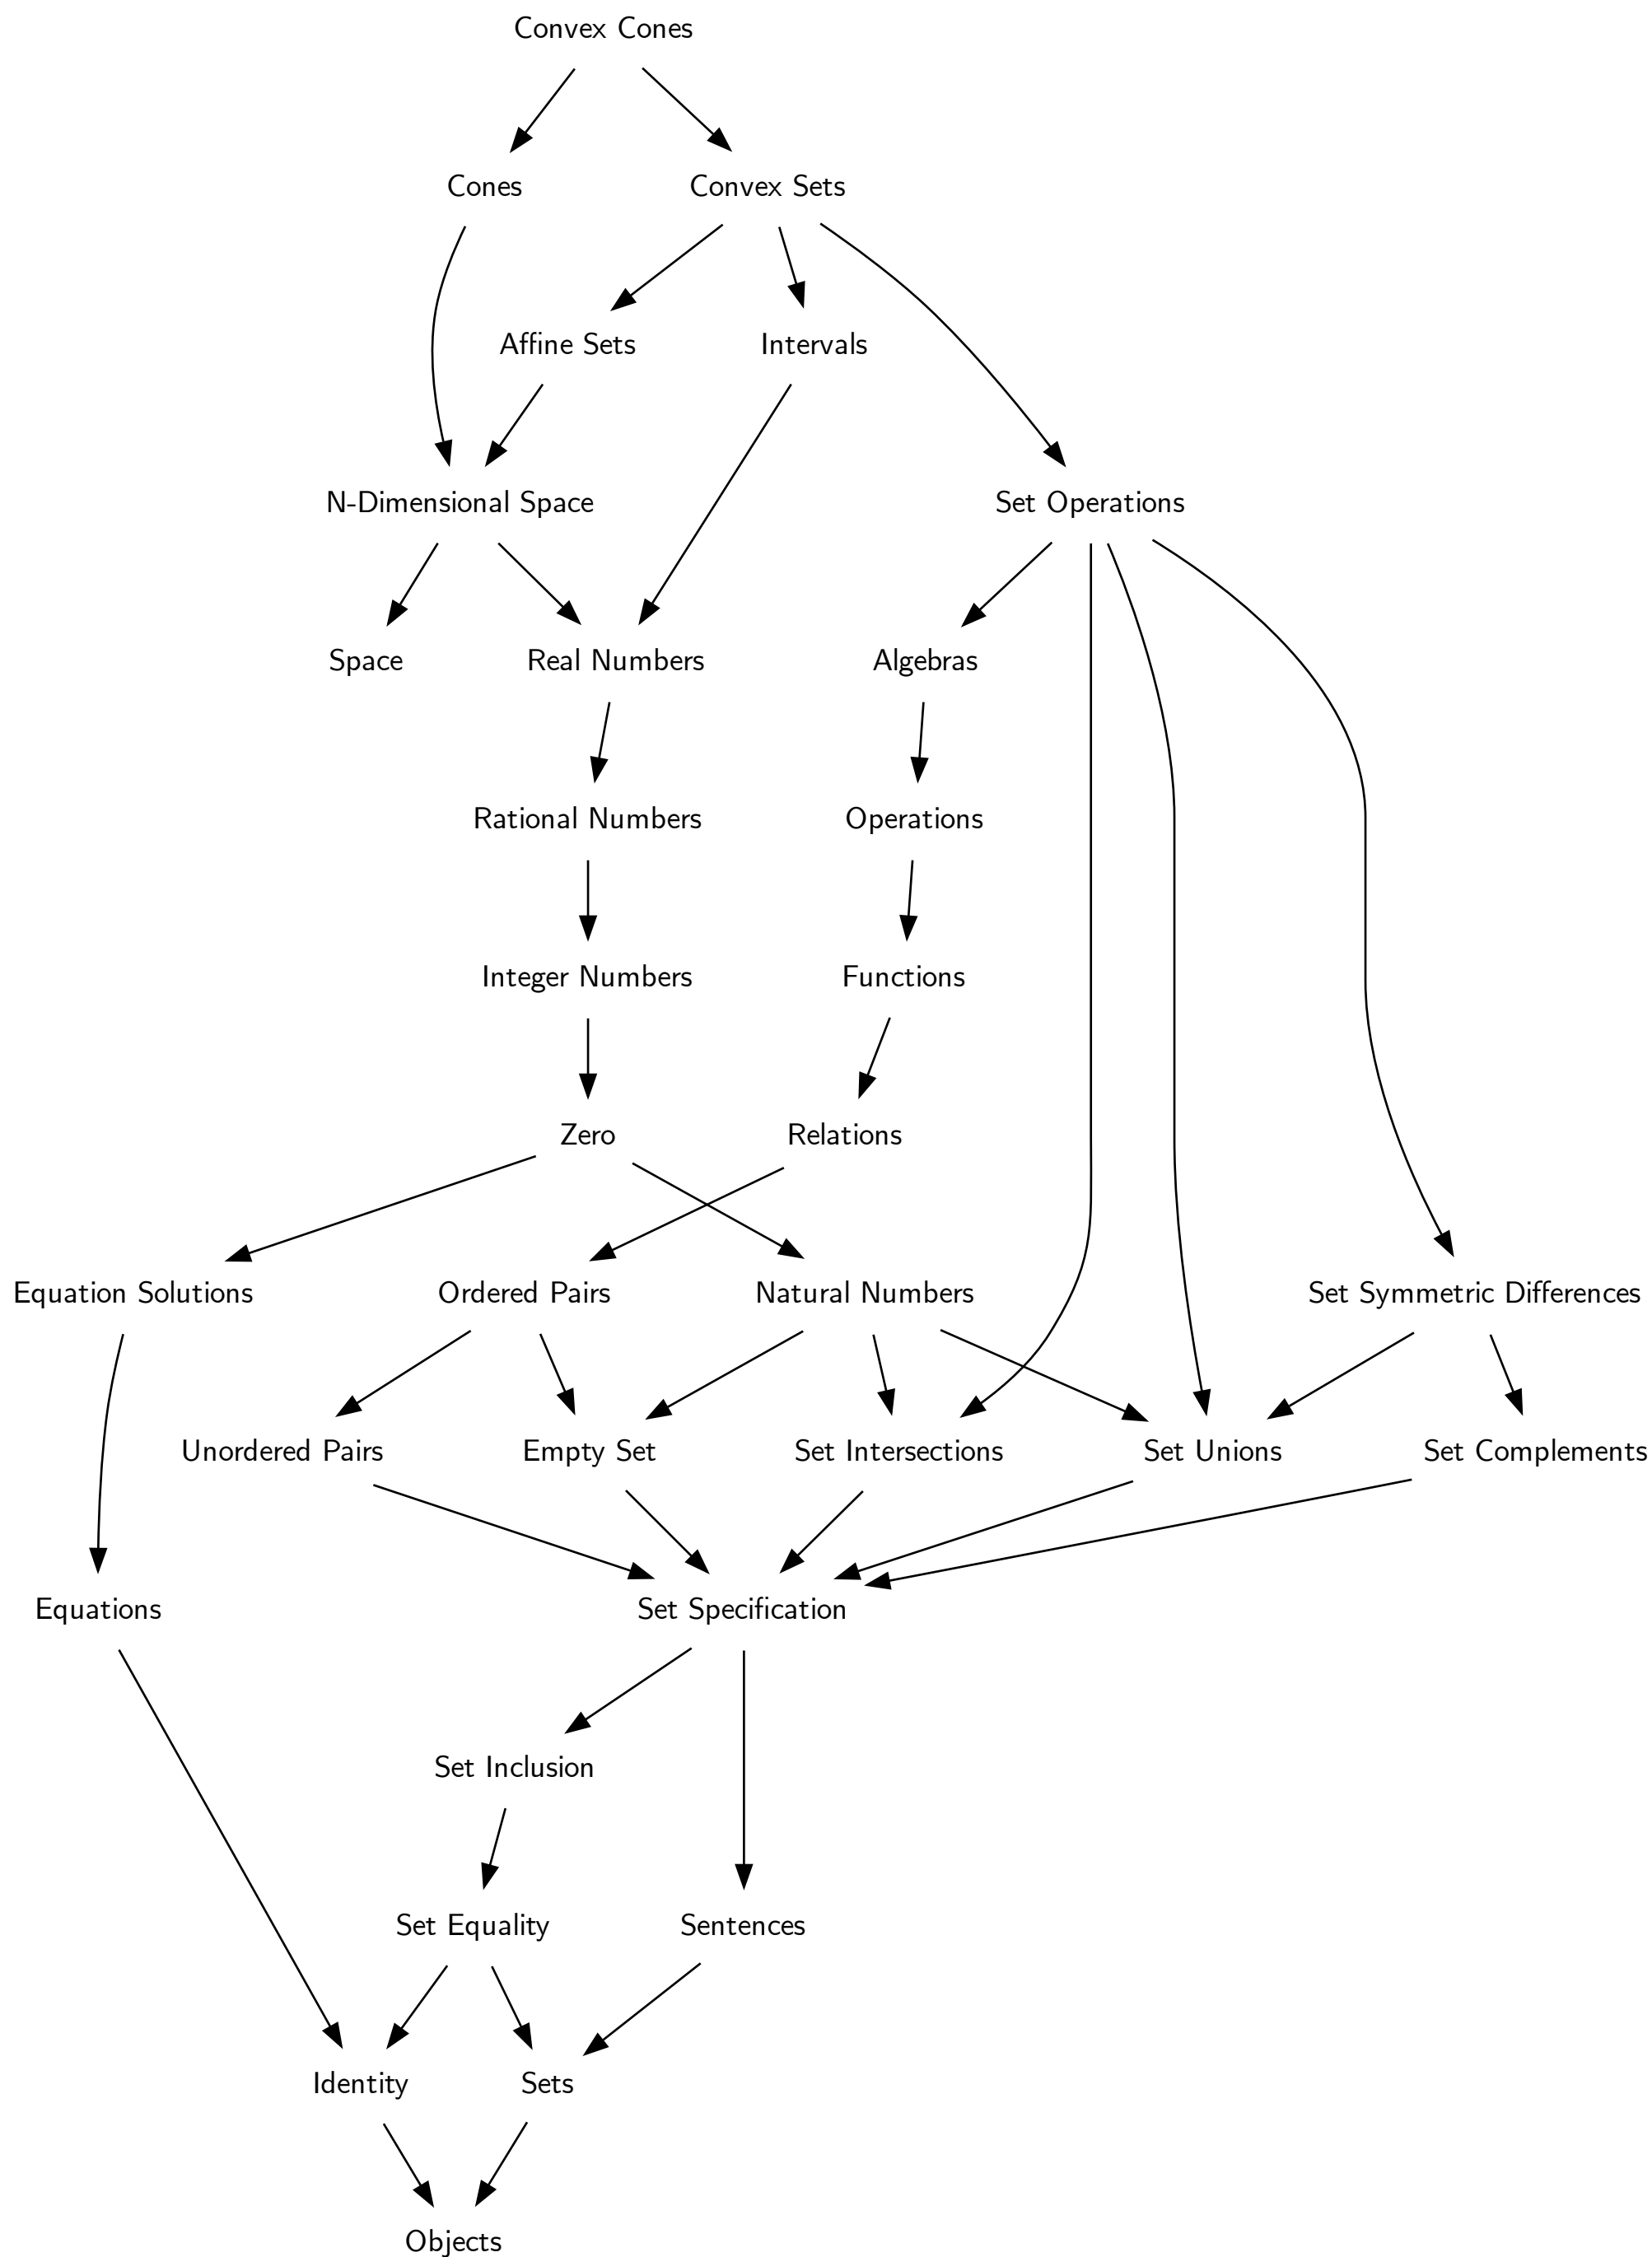 Convex Cones
Cones
Convex Sets
Affine Sets
Intervals
N-Dimensional Space
Set Operations
Space
Real Numbers
Algebras
Rational Numbers
Operations
Integer Numbers
Functions
Zero
Relations
Equation Solutions
Ordered Pairs
Natural Numbers
Set Symmetric Differences
Unordered Pairs
Empty Set
Set Intersections
Set Unions
Set Complements
Equations
Set Specification
Set Inclusion
Set Equality
Sentences
Identity
Sets
Objects